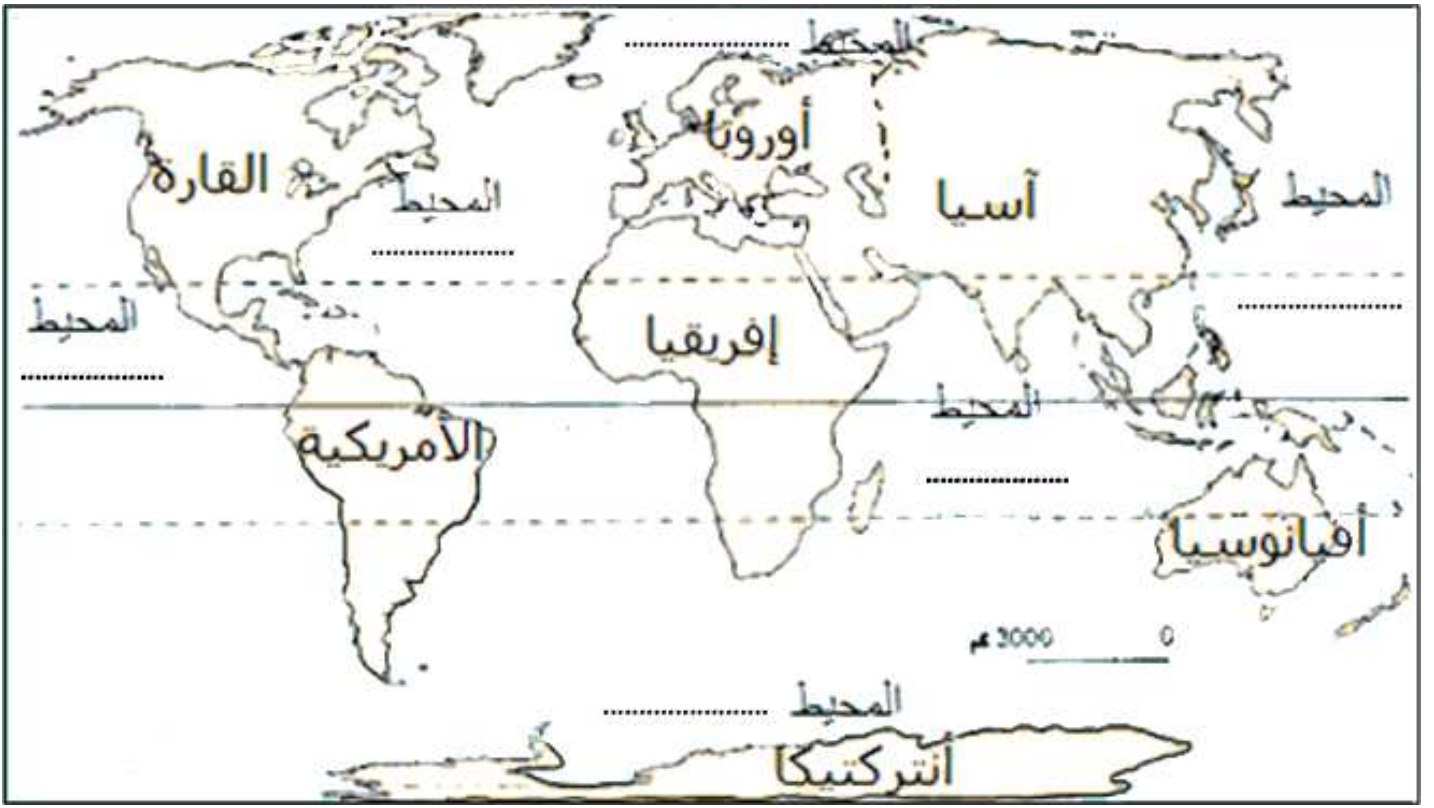 المحيط ....................
أوروبا
القارة
المحيط
....................
آسيا
المحيط
....................
المحيط
....................
إفريقيا
المحيط
....................
الأمريكية
أقيانوسيا
3000 كم 0
المحيط ....................
أنتركتيكا